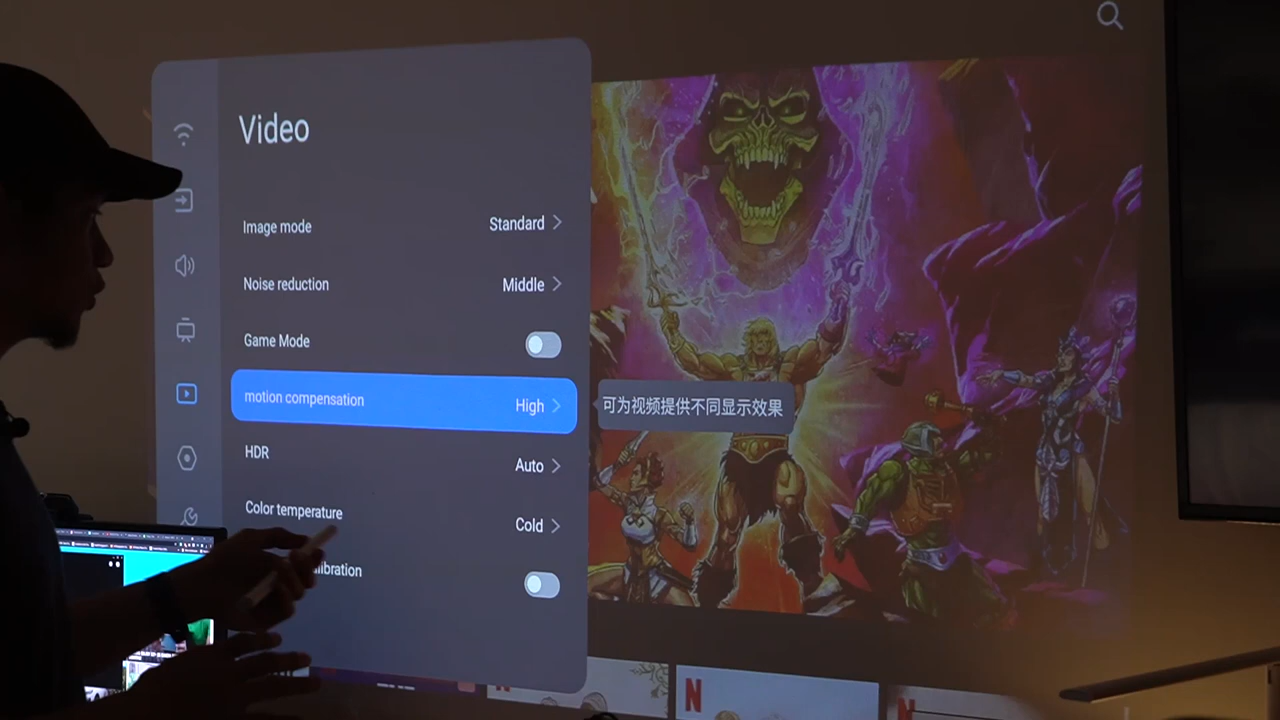 Video
Image mode Standard
Noise reduction Middle
Game Mode
motion compensation High
可为视频提供不同显示效果
HDR Auto
Color temperature Cold
libration
N